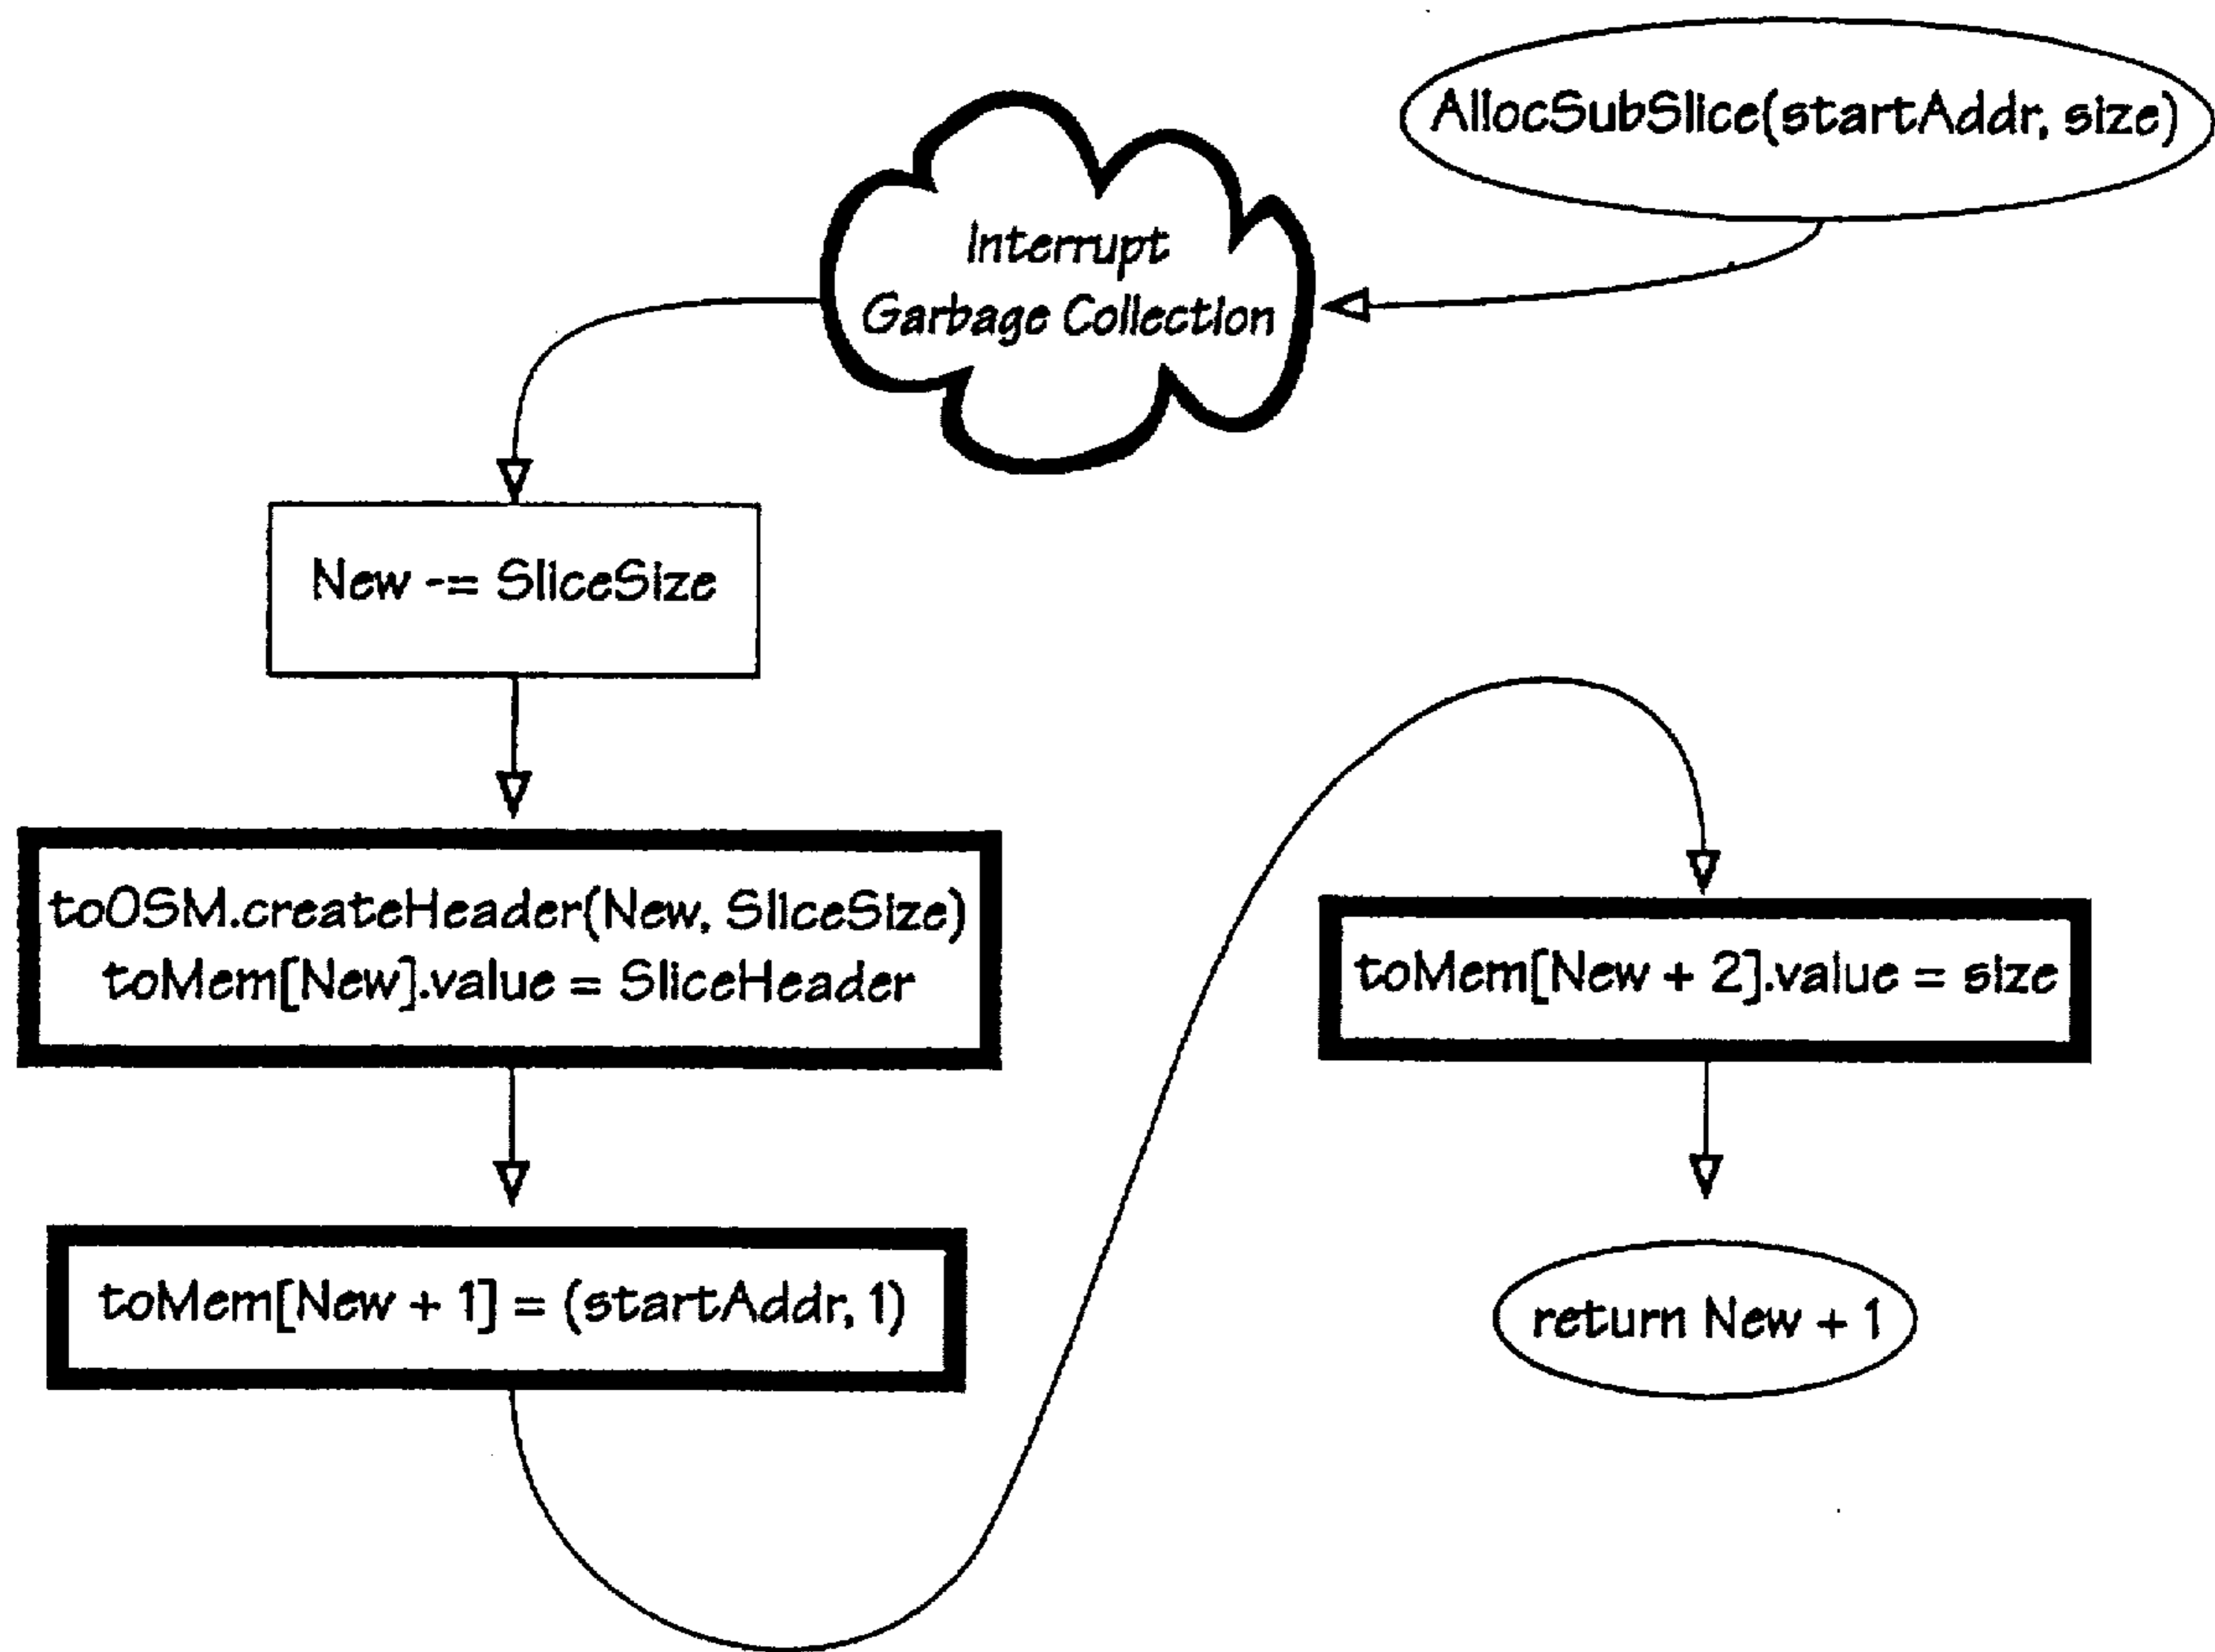 AllocSubSlice(startAddr, size)
Interrupt
Garbage Collection
New -= SliceSize
toOSM.createHeader(New, SliceSize)
toMem[New].value = SliceHeader
toMem[New + 1] = (startAddr, 1)
toMem[New + 2].value = size
return New + 1